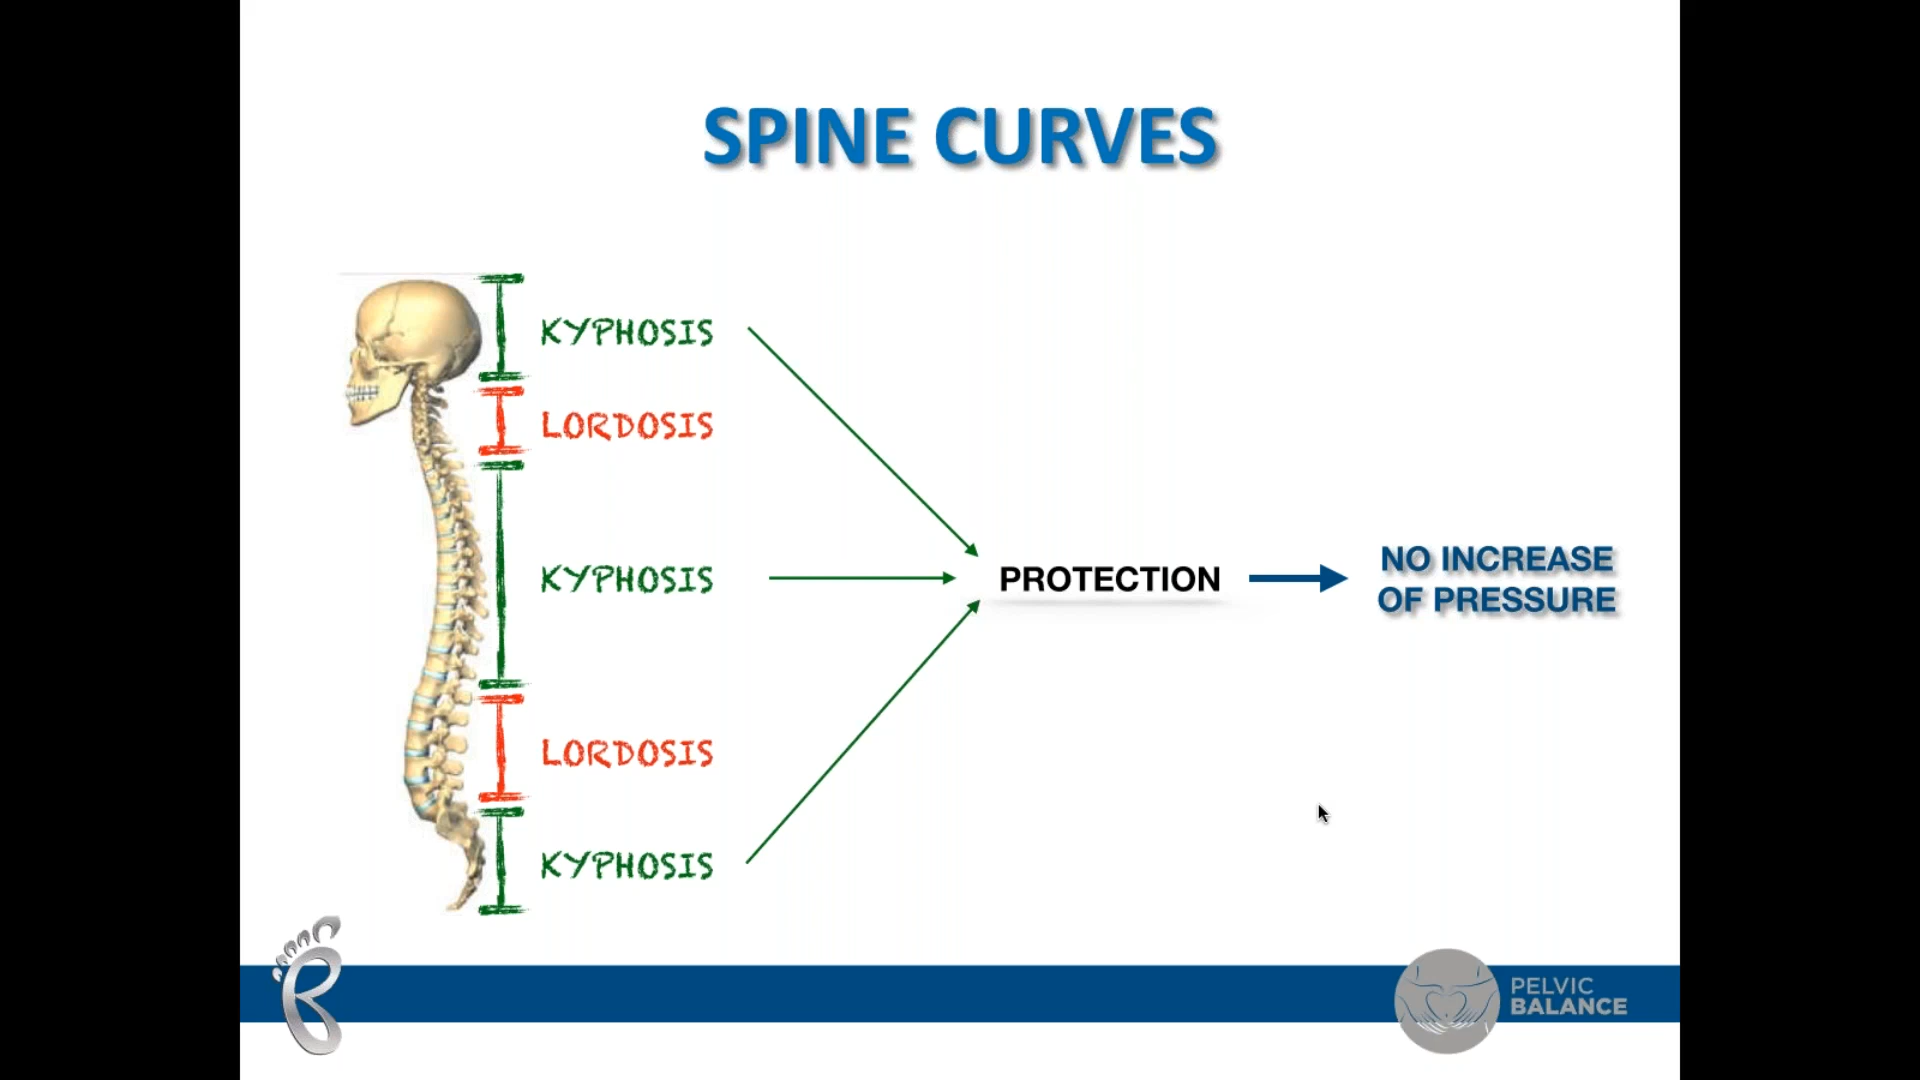 SPINE CURVES
KYPHOSIS
LORDOSIS
KYPHOSIS
LORDOSIS
KYPHOSIS
PROTECTION
NO INCREASE
OF PRESSURE
PELVIC
BALANCE